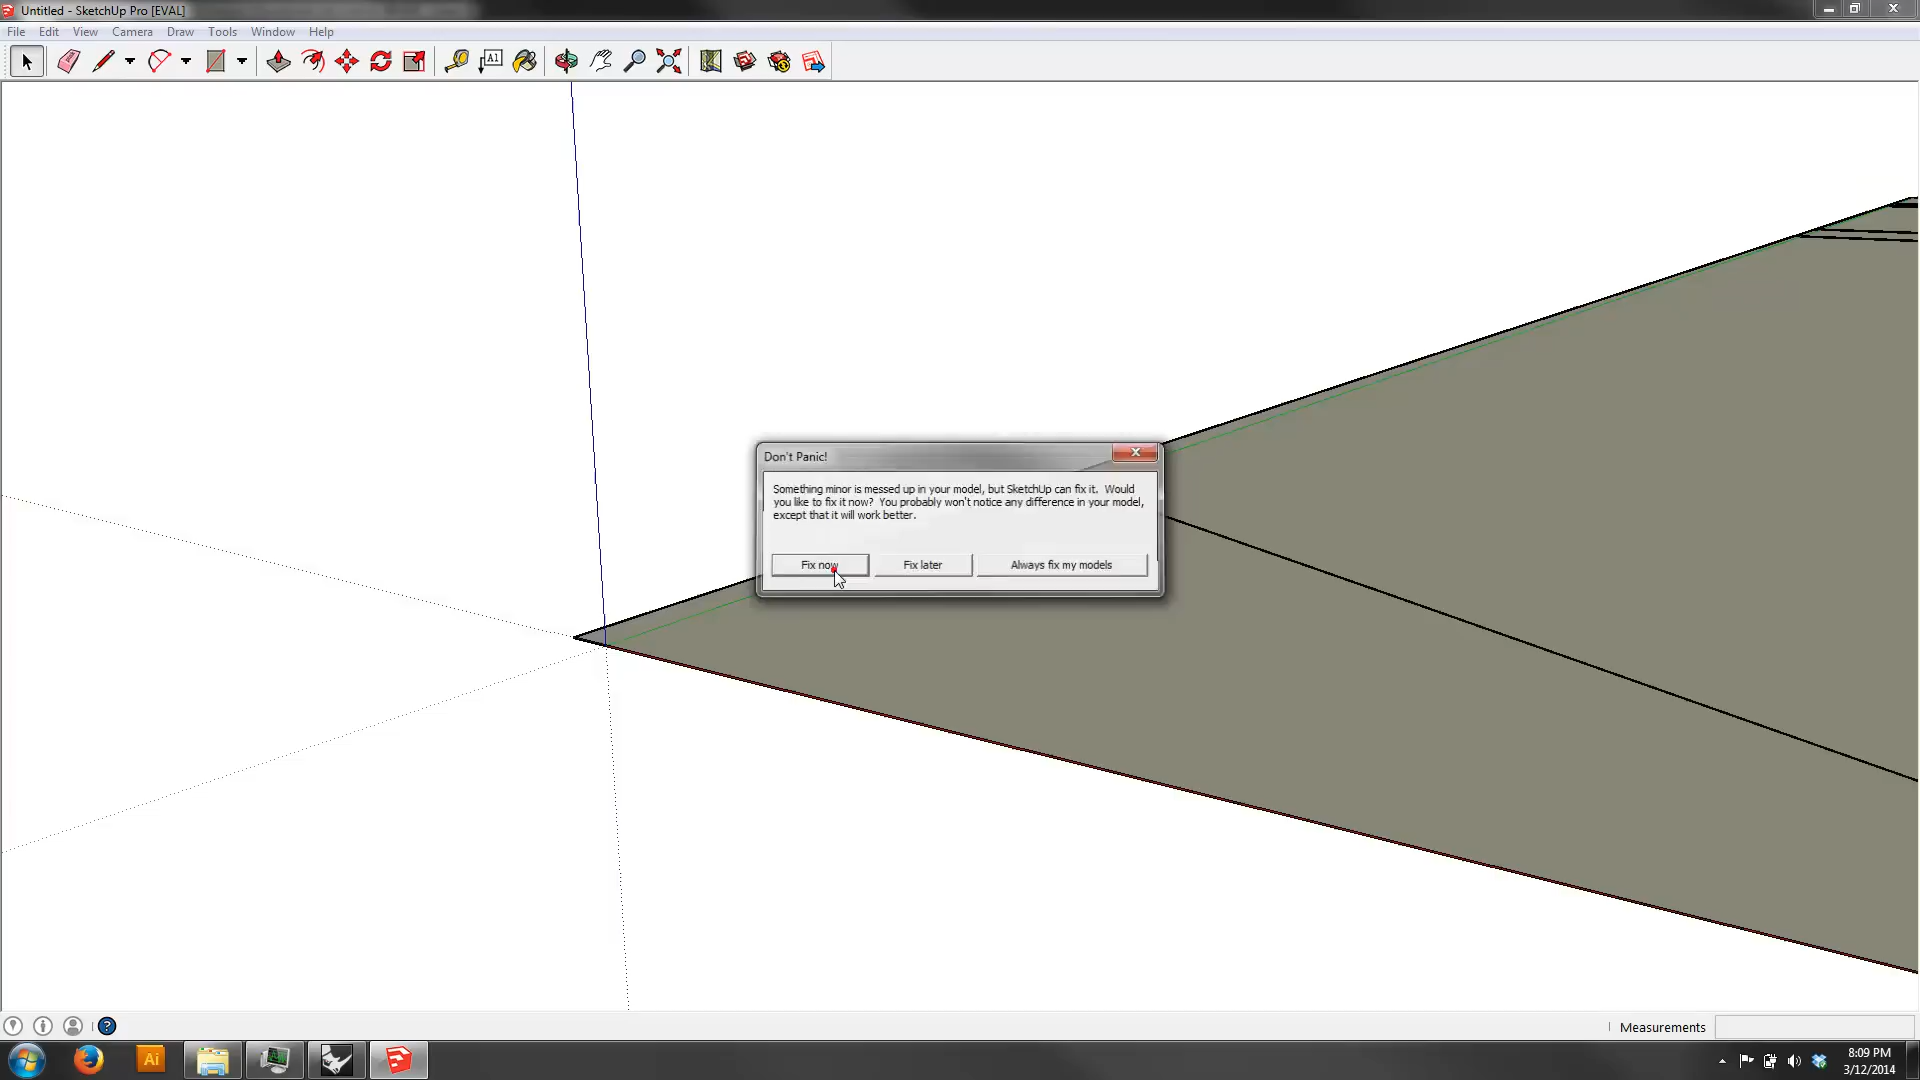 Untitled - SketchUp Pro [EVAL]
File Edit View Camera Draw Tools Window Help
A1
Don't Panic!
Something minor is messed up in your model, but SketchUp can fix it. Would
you like to fix it now? You probably won't notice any difference in your model,
except that it will work better.
Fix now Fix later Always fix my models
Measurements
Ai
8:09 PM
3/12/2014